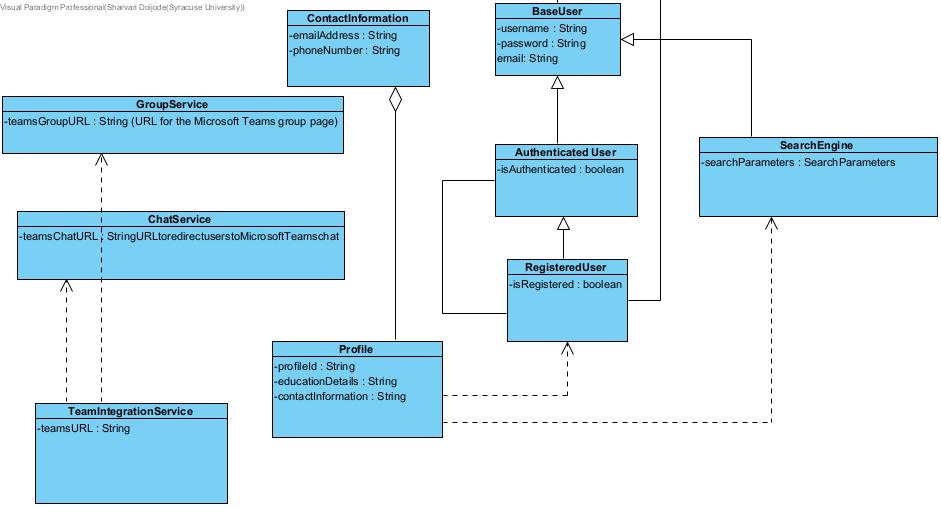 Visual Paradigm Professional(Sharvari Doijode(Syracuse University))
ContactInformation
-emailAddress : String
-phoneNumber : String
BaseUser
-username : String
-password : String
email: String
GroupService
-teamsGroupURL : String (URL for the Microsoft Teams group page)
Authenticated User
-isAuthenticated : boolean
SearchEngine
-searchParameters : SearchParameters
ChatService
-teamsChatURL : StringURLtoredirectuserstoMicrosoftTeamschat
RegisteredUser
-isRegistered : boolean
Profile
-profileId : String
-educationDetails : String
-contactInformation : String
TeamIntegrationService
-teamsURL : String